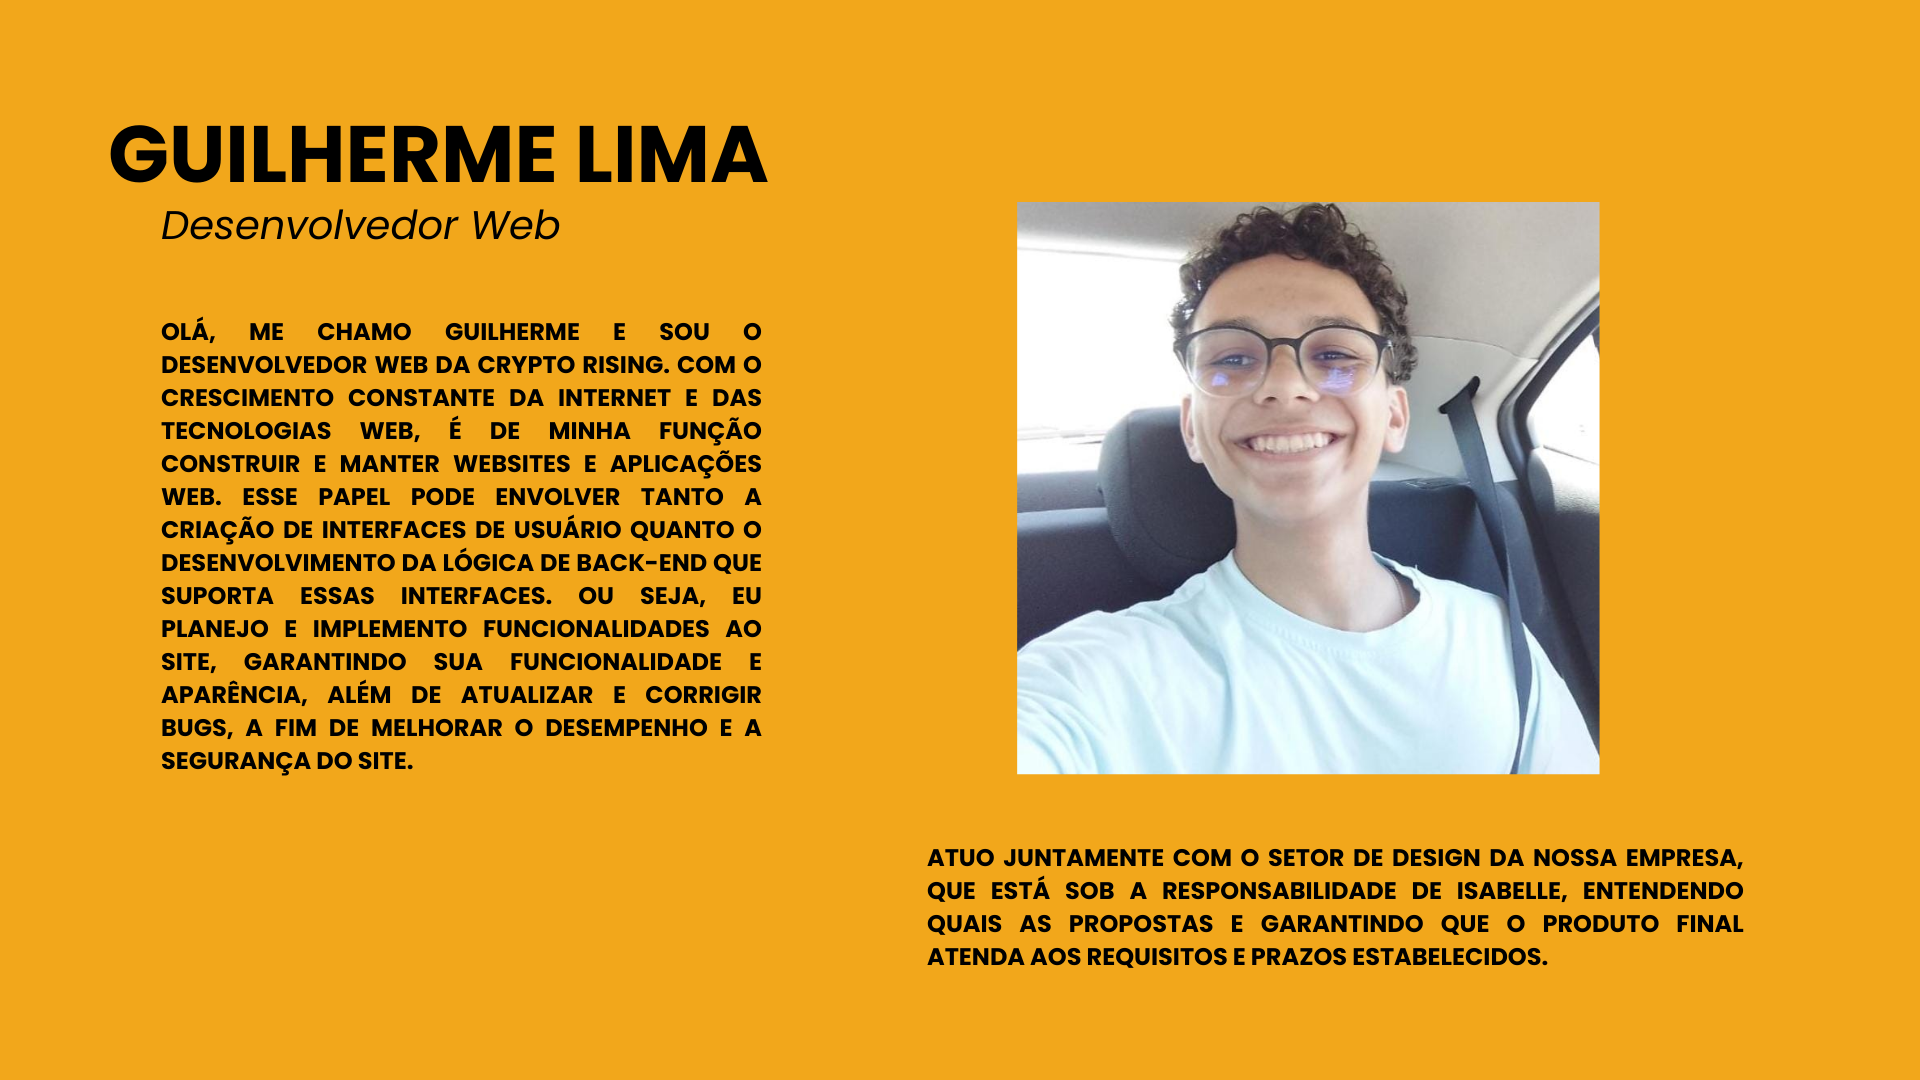 GUILHERME LIMA
Desenvolvedor Web
OLÁ, ME CHAMO GUILHERME E SOU O
DESENVOLVEDOR WEB DA CRYPTO RISING. COM O
CRESCIMENTO CONSTANTE DA INTERNET E DAS
TECNOLOGIAS WEB, É DE MINHA FUNÇÃO
CONSTRUIR E MANTER WEBSITES E APLICAÇÕES
WEB. ESSE PAPEL PODE ENVOLVER TANTO A
CRIAÇÃO DE INTERFACES DE USUÁRIO QUANTO O
DESENVOLVIMENTO DA LÓGICA DE BACK-END QUE
SUPORTA ESSAS INTERFACES. OU SEJA, EU
PLANEJO E IMPLEMENTO FUNCIONALIDADES AO
SITE, GARANTINDO SUA FUNCIONALIDADE E
APARÊNCIA, ALÉM DE ATUALIZAR E CORRIGIR
BUGS, A FIM DE MELHORAR O DESEMPENHO E A
SEGURANÇA DO SITE.
ATUO JUNTAMENTE COM O SETOR DE DESIGN DA NOSSA EMPRESA,
QUE ESTÁ SOB A RESPONSABILIDADE DE ISABELLE, ENTENDENDO
QUAIS AS PROPOSTAS E GARANTINDO QUE O PRODUTO FINAL
ATENDA AOS REQUISITOS E PRAZOS ESTABELECIDOS.